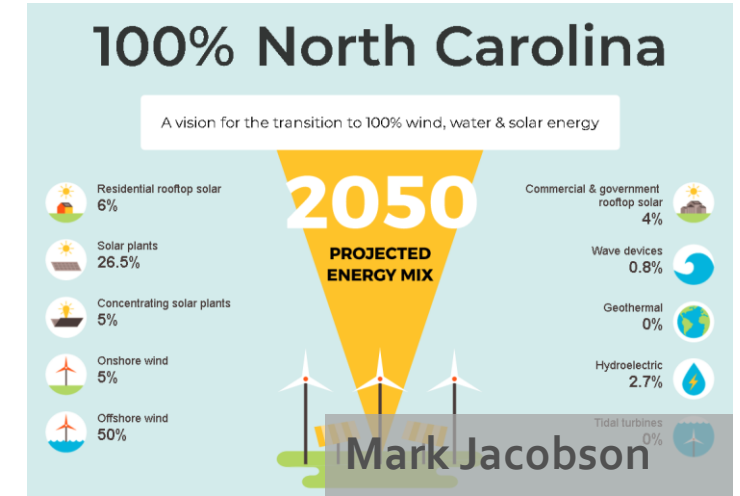 100% North Carolina
A vision for the transition to 100% wind, water & solar energy
2050
PROJECTED
ENERGY MIX
Residential rooftop solar
6%
Solar plants
26.5%
Concentrating solar plants
5%
Onshore wind
5%
Offshore wind
50%
Commercial & government
rooftop solar
4%
Wave devices
0.8%
Geothermal
0%
Hydroelectric
2.7%
Tidal turbines
0%
Mark Jacobson